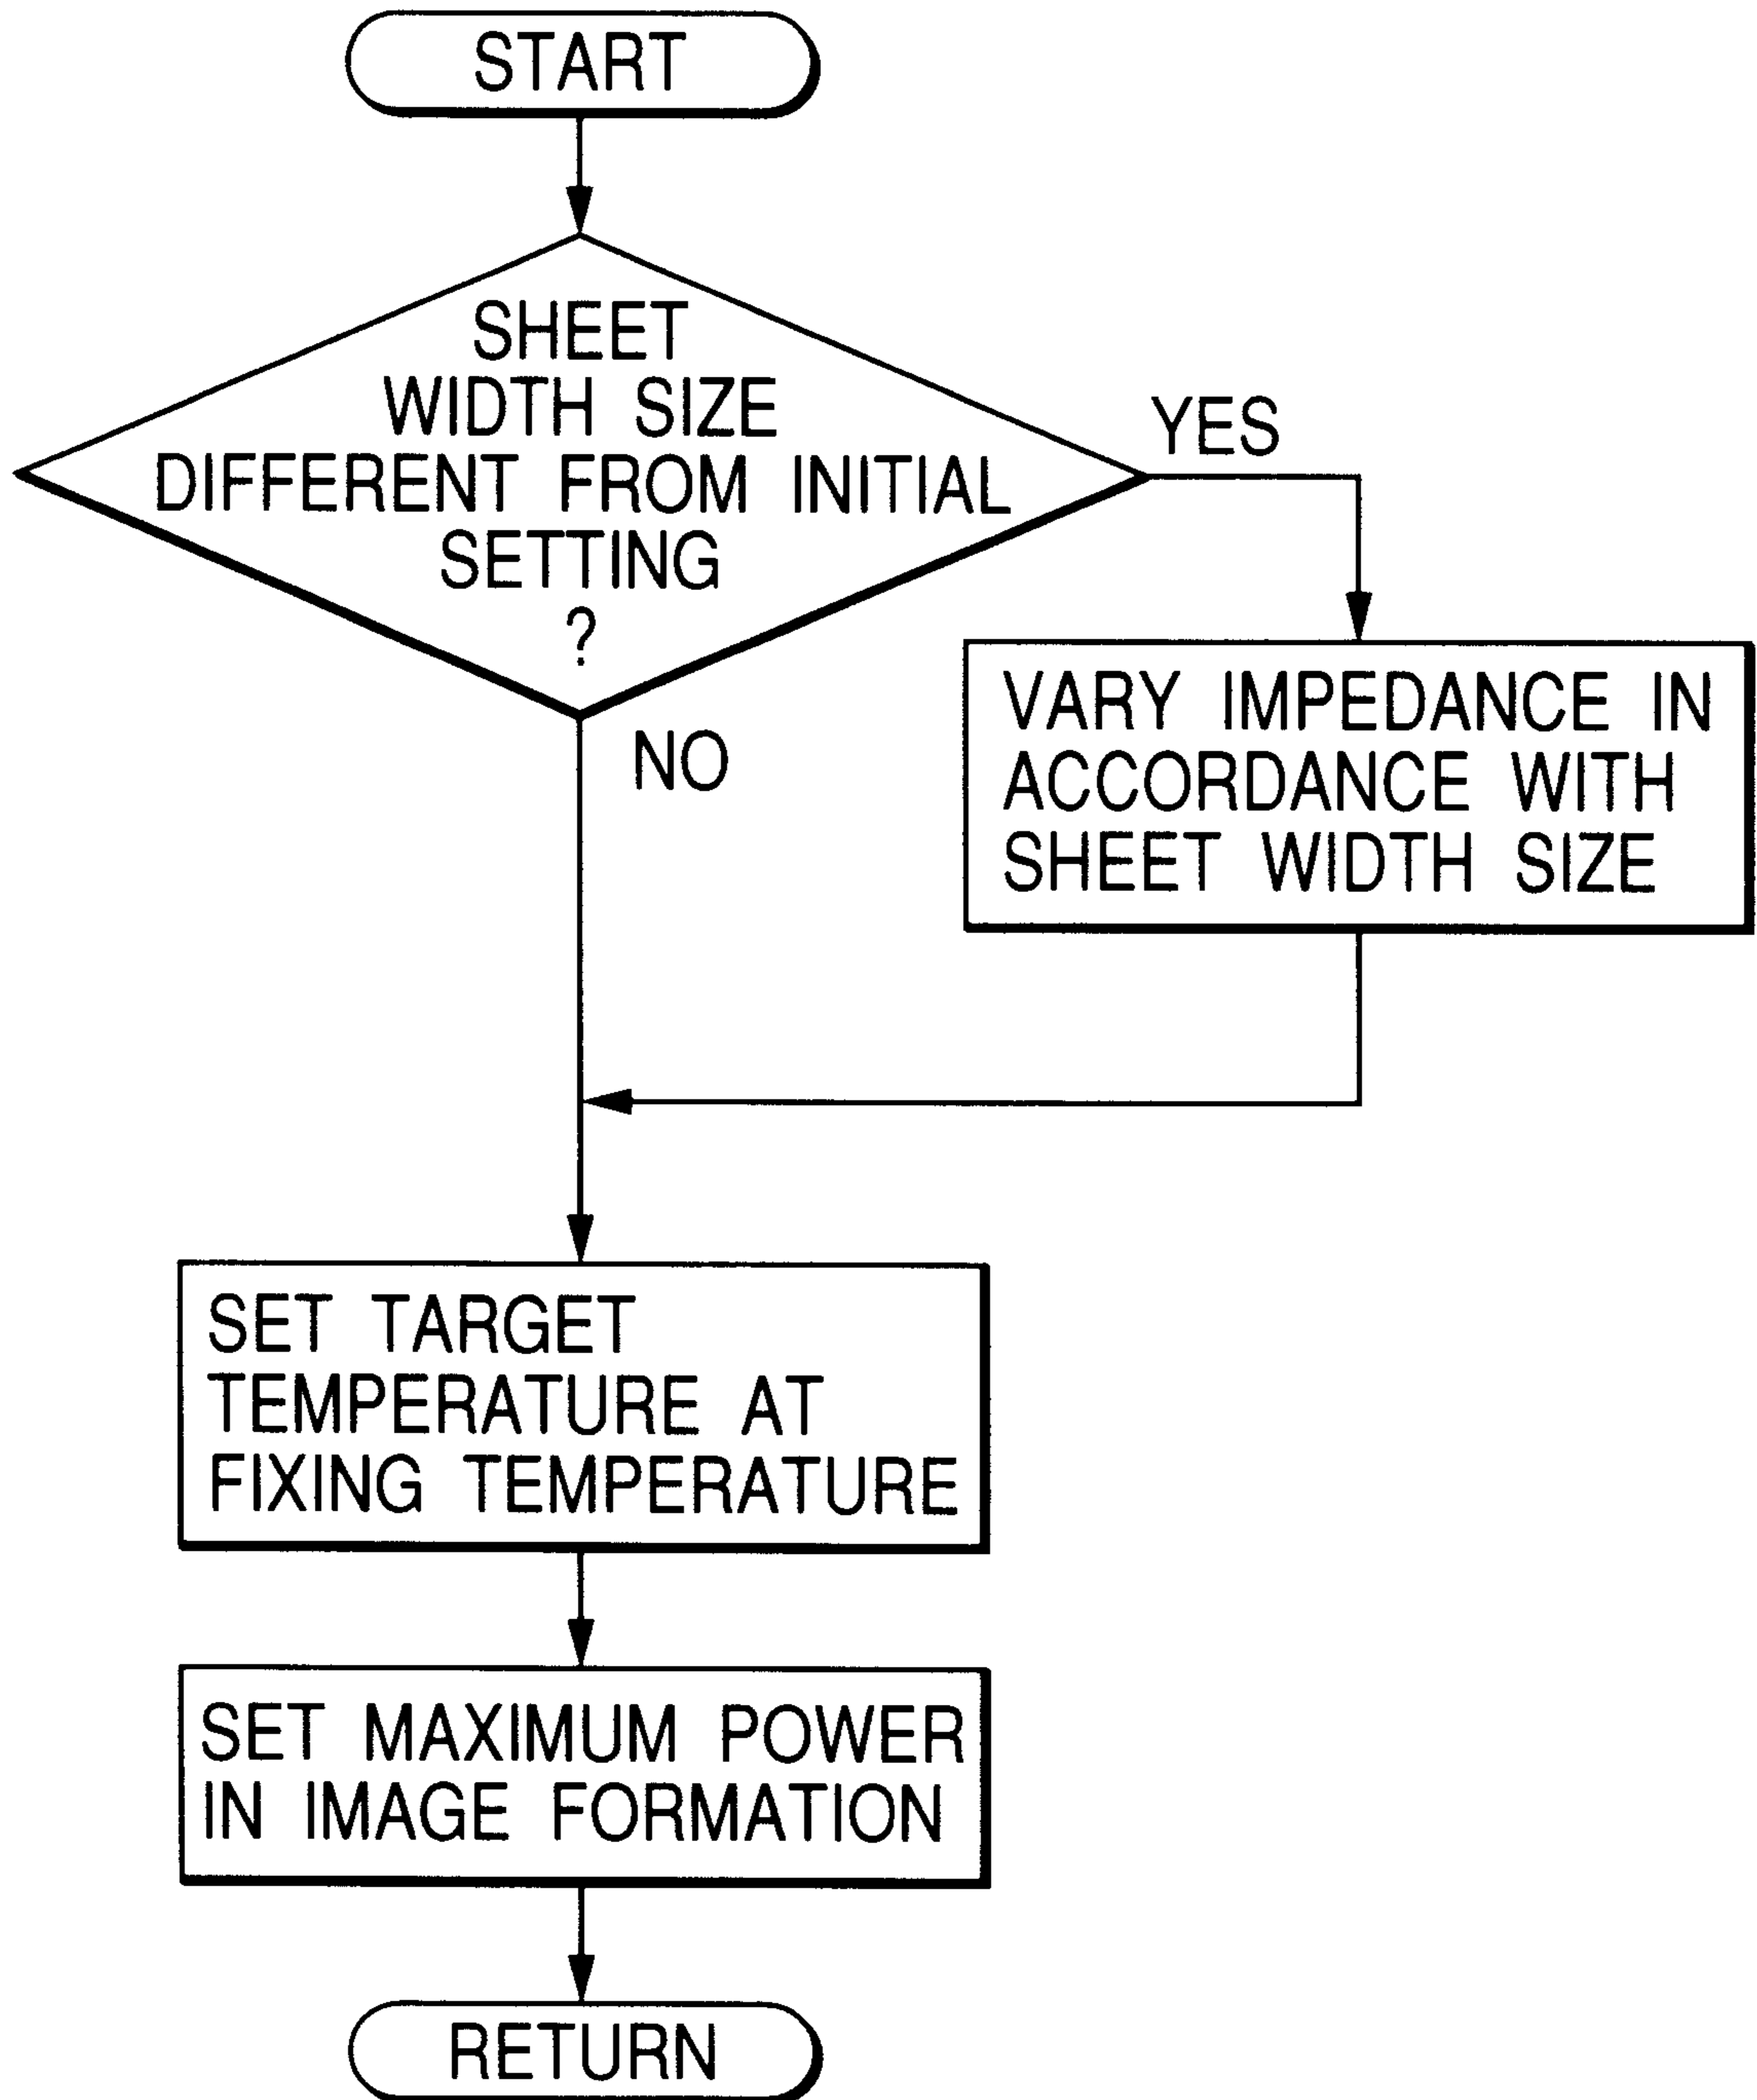 START
SHEET
WIDTH SIZE
DIFFERENT FROM INITIAL
SETTING
?
YES
NO
VARY IMPEDANCE IN
ACCORDANCE WITH
SHEET WIDTH SIZE
SET TARGET
TEMPERATURE AT
FIXING TEMPERATURE
SET MAXIMUM POWER
IN IMAGE FORMATION
RETURN